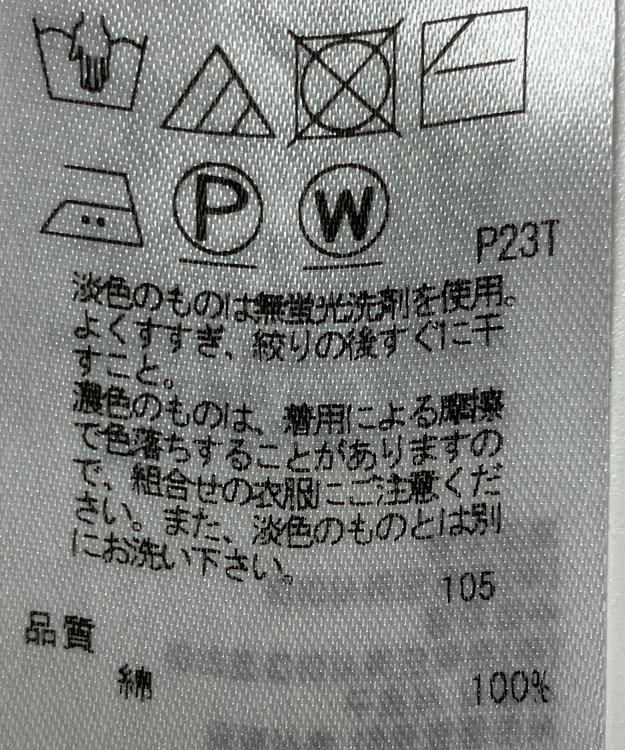 P
W
P23T
淡色のものは無蛍光洗剤を使用。
よくすすぎ、絞りの後すぐに干
すこと。
濃色のものは、着用による摩擦
で色落ちすることがありますの
で、組合せの衣服にご注意くだ
さい。また、淡色のものとは別
にお洗い下さい。
105
品質
綿 100%